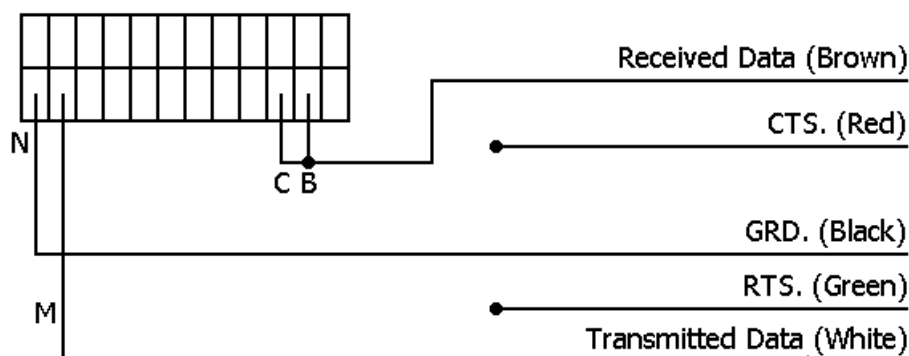 Received Data (Brown)
CTS. (Red)
N
C B
GRD. (Black)
RTS. (Green)
M
Transmitted Data (White)